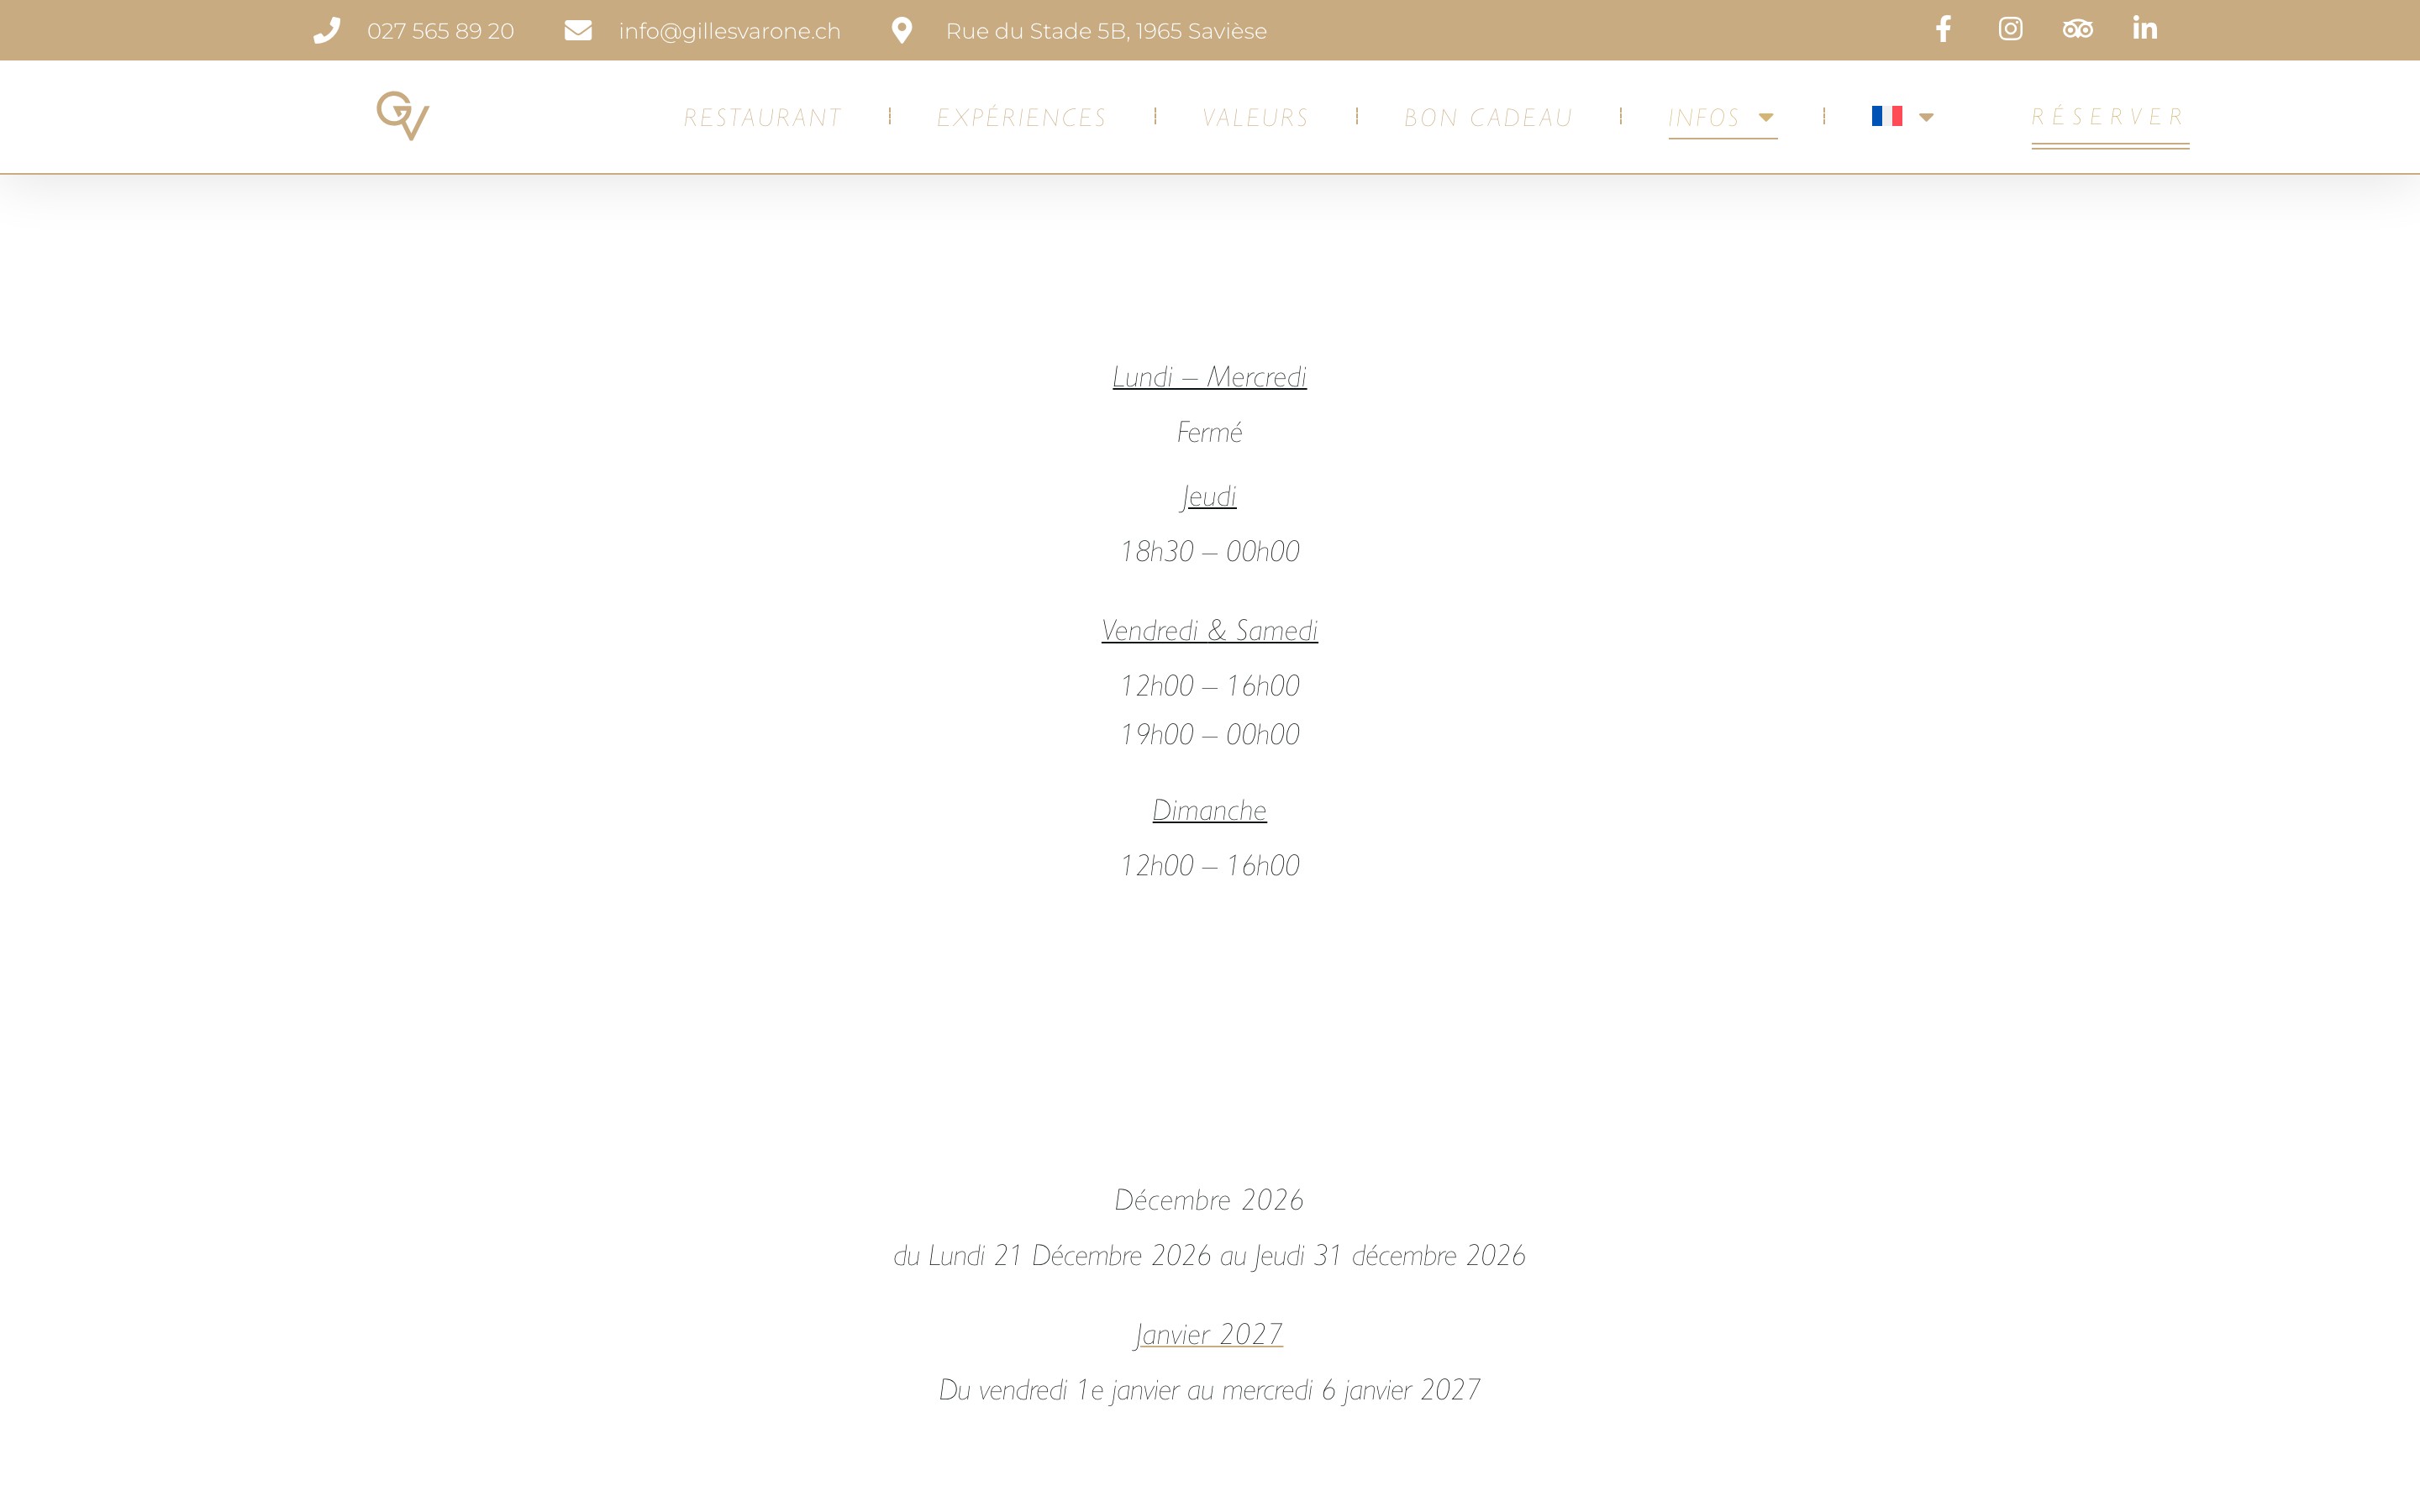 027 565 89 20 info@gillesvarone.ch Rue du Stade 5B, 1965 Savièse
GV RESTAURANT EXPÉRIENCES VALEURS BON CADEAU INFOS RÉSERVER
Lundi – Mercredi
Fermé
Jeudi
18h30 – 00h00
Vendredi & Samedi
12h00 – 16h00
19h00 – 00h00
Dimanche
12h00 – 16h00
Décembre 2026
du Lundi 21 Décembre 2026 au Jeudi 31 décembre 2026
Janvier 2027
Du vendredi 1e janvier au mercredi 6 janvier 2027